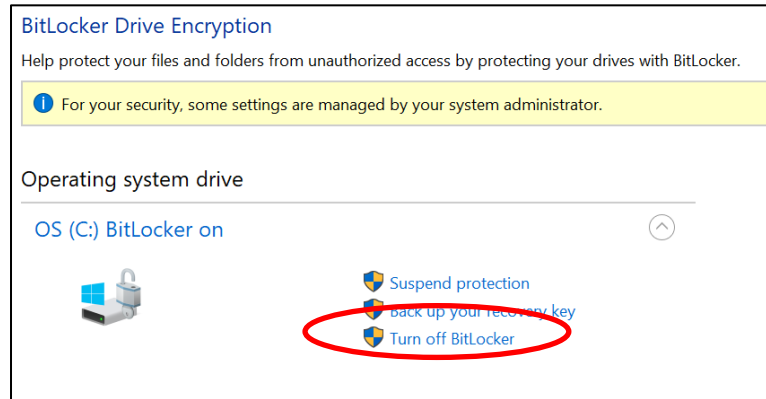 BitLocker Drive Encryption
Help protect your files and folders from unauthorized access by protecting your drives with BitLocker.
For your security, some settings are managed by your system administrator.
Operating system drive
OS (C:) BitLocker on
Suspend protection
Back up your recovery key
Turn off BitLocker